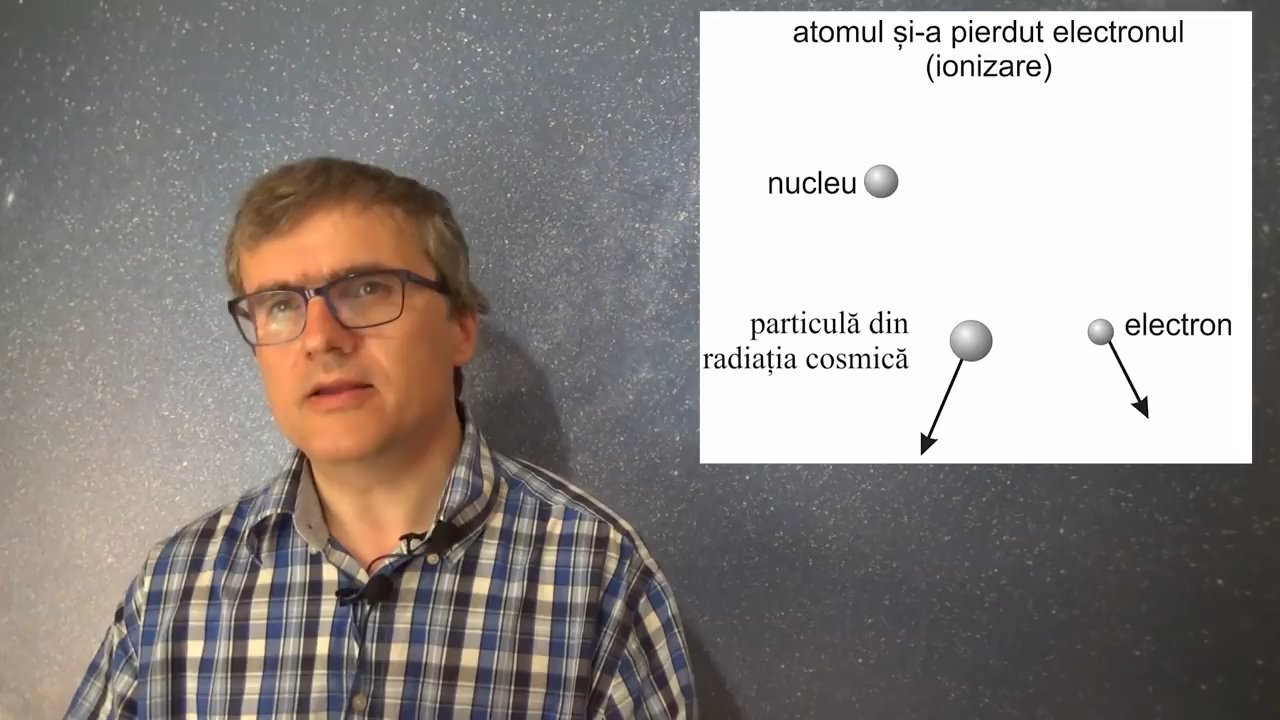 atomul și-a pierdut electronul
(ionizare)
nucleu
particulă din
radiația cosmică
electron